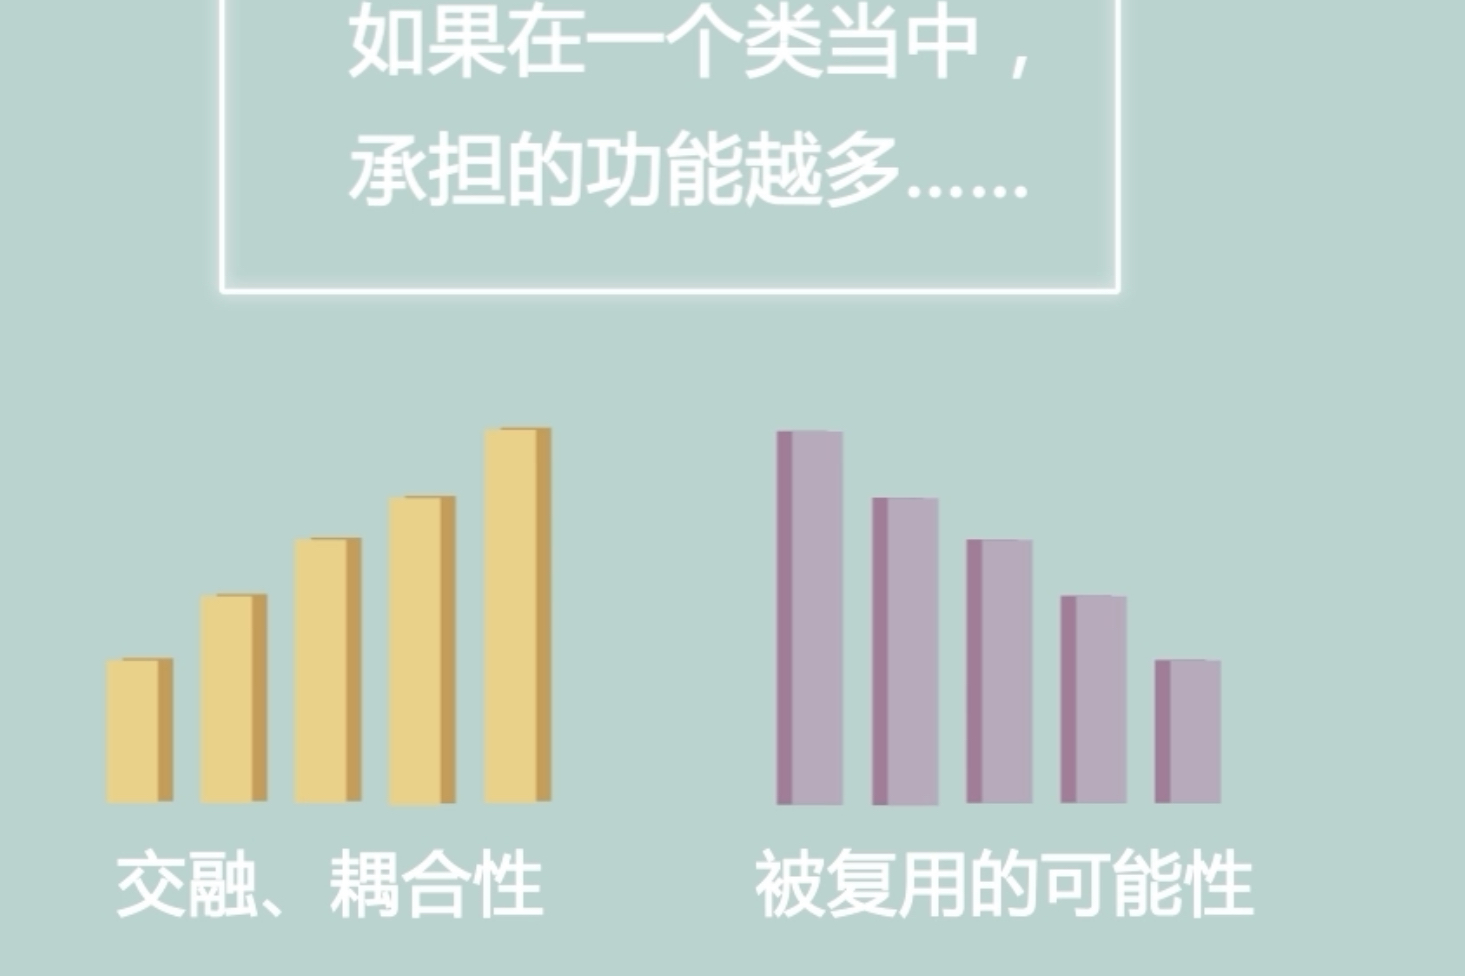 如果在一个类当中，
承担的功能越多……
交融、耦合性
被复用的可能性